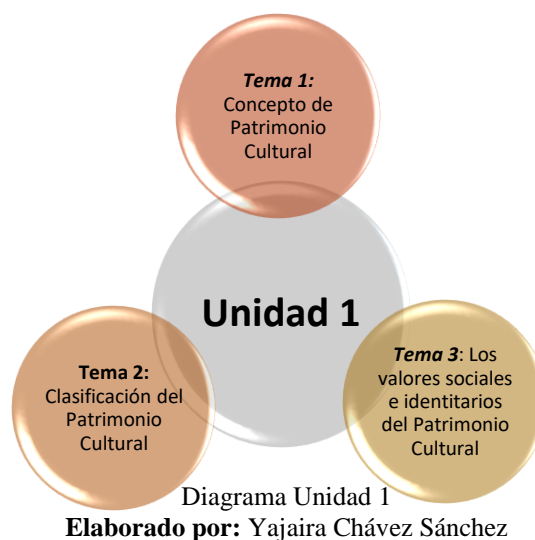 Tema 1:
Concepto de
Patrimonio
Cultural
Unidad 1
Tema 2:
Clasificación del
Patrimonio
Cultural
Tema 3: Los
valores sociales
e identitarios
del Patrimonio
Cultural
Diagrama Unidad 1
Elaborado por: Yajaira Chávez Sánchez